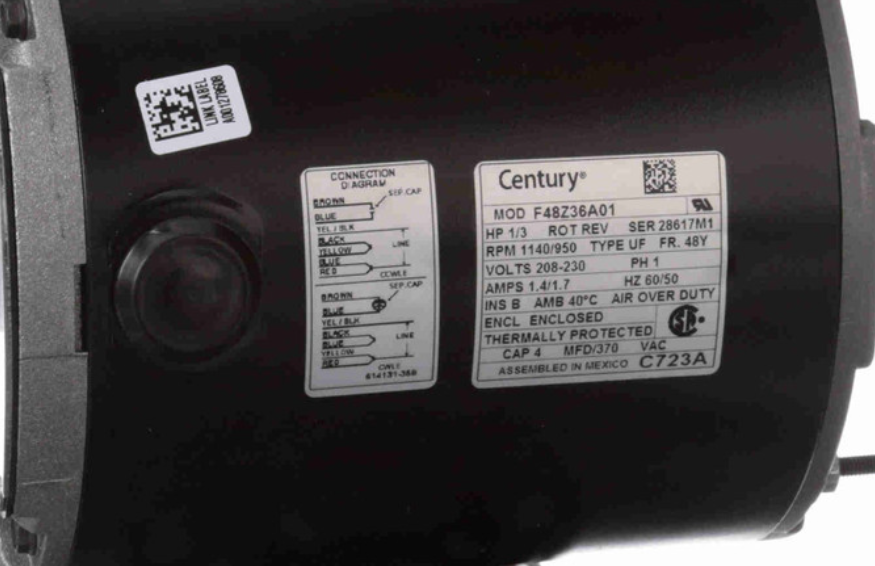 LINK LABEL
A001278608
CONNECTION
DIAGRAM
SEP. CAP
BROWN
BLUE
YEL / BLK
BLACK
YELLOW
LINE
BLUE
RED
CCWLE
SEP. CAP
BROWN
BLUE
YEL / BLK
BLACK
BLUE
LINE
YELLOW
RED
CWLE
Century®
MOD F48Z36A01
HP 1/3 ROT REV SER 28617M1
RPM 1140/950 TYPE UF FR. 48Y
VOLTS 208-230 PH 1
AMPS 1.4/1.7 HZ 60/50
INS B AMB 40°C AIR OVER DUTY
ENCL ENCLOSED
THERMALLY PROTECTED
CAP 4 MFD/370 VAC
ASSEMBLED IN MEXICO C723A